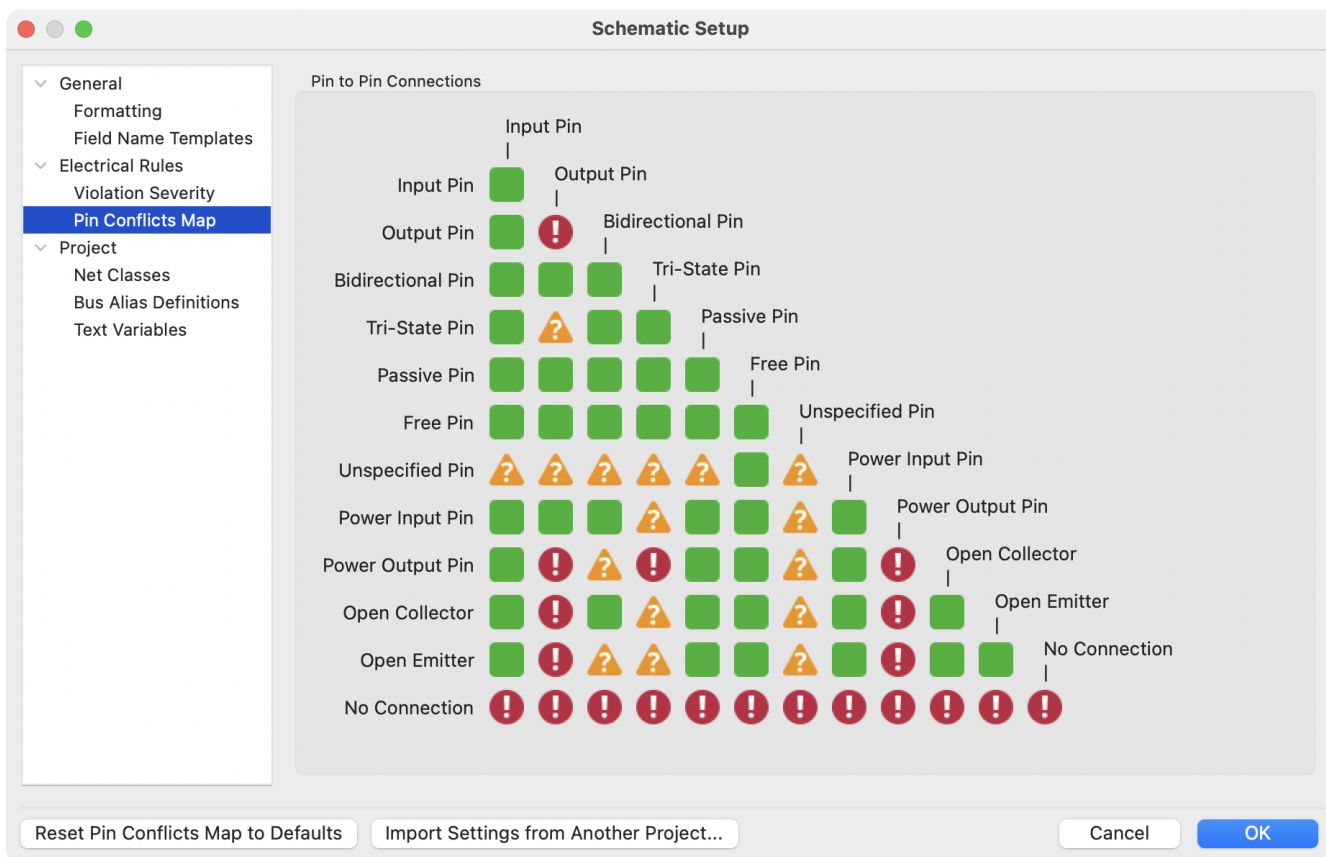 Schematic Setup
General
Formatting
Field Name Templates
Electrical Rules
Violation Severity
Pin Conflicts Map
Project
Net Classes
Bus Alias Definitions
Text Variables
Pin to Pin Connections
Input Pin
Input Pin
Output Pin
Output Pin
Bidirectional Pin
Bidirectional Pin
Tri-State Pin
Tri-State Pin
Passive Pin
Passive Pin
Free Pin
Free Pin
Unspecified Pin
Unspecified Pin
Power Input Pin
Power Input Pin
Power Output Pin
Power Output Pin
Open Collector
Open Collector
Open Emitter
Open Emitter
No Connection
No Connection
Reset Pin Conflicts Map to Defaults
Import Settings from Another Project...
Cancel
OK